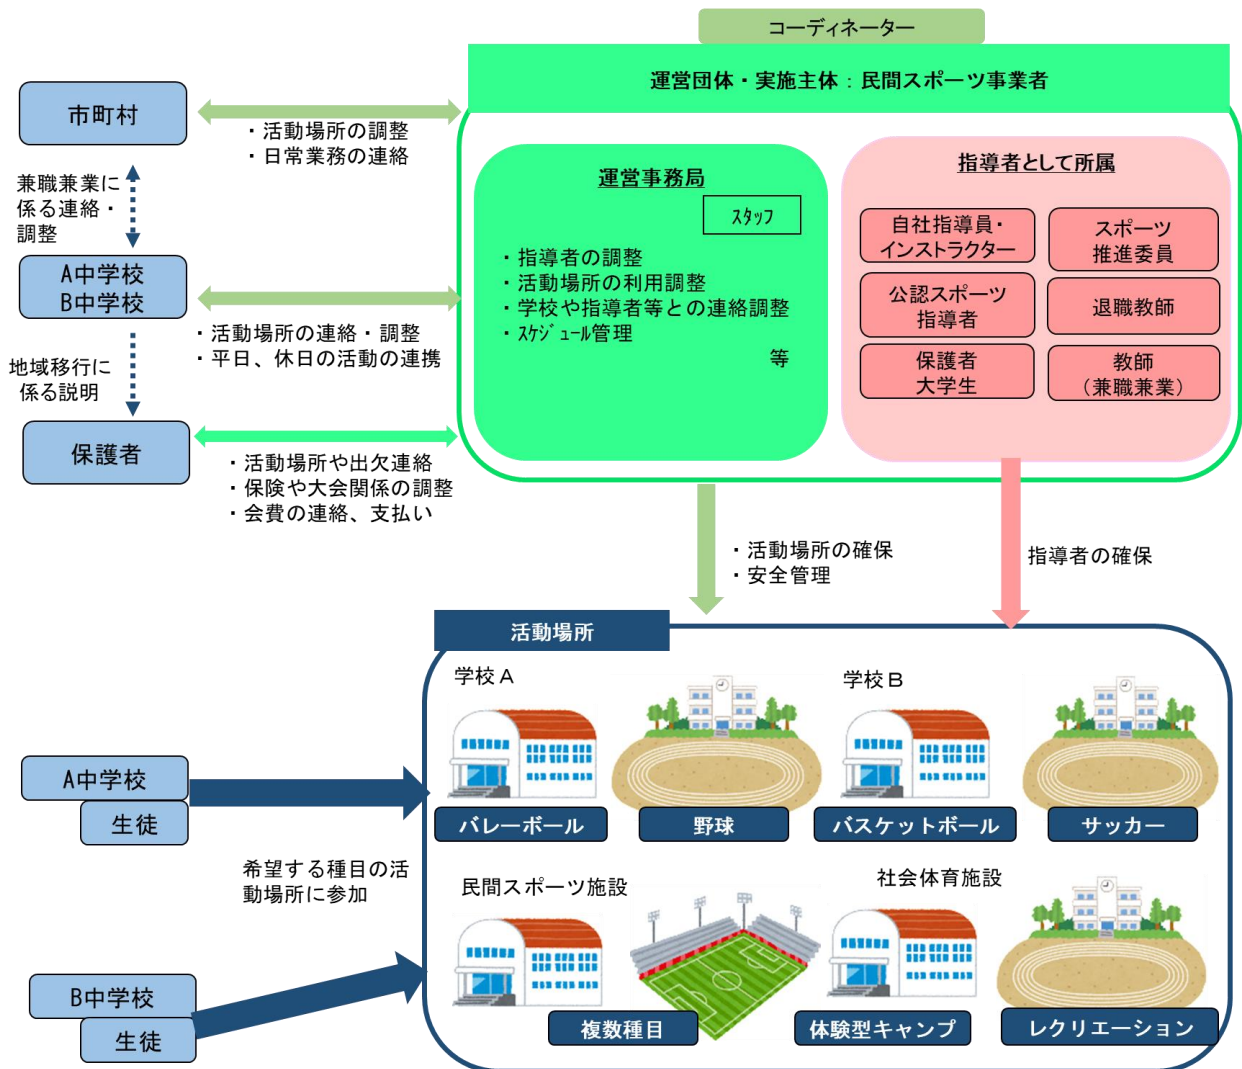 コーディネーター
運営団体・実施主体：民間スポーツ事業者
市町村
・活動場所の調整
・日常業務の連絡
兼職兼業に
係る連絡・
調整
A中学校
B中学校
・活動場所の連絡・調整
・平日、休日の活動の連携
地域移行に
係る説明
保護者
・活動場所や出欠連絡
・保険や大会関係の調整
・会費の連絡、支払い
運営事務局
ｽﾀｯﾌ
・指導者の調整
・活動場所の利用調整
・学校や指導者等との連絡調整
・ｽｹｼﾞｭｰﾙ管理
等
指導者として所属
自社指導員・
インストラクター
スポーツ
推進委員
公認スポーツ
指導者
退職教師
保護者
大学生
教師
（兼職兼業）
・活動場所の確保
・安全管理
指導者の確保
活動場所
学校Ａ
学校Ｂ
バレーボール
野球
バスケットボール
サッカー
民間スポーツ施設
社会体育施設
複数種目
体験型キャンプ
レクリエーション
A中学校
生徒
希望する種目の活
動場所に参加
B中学校
生徒